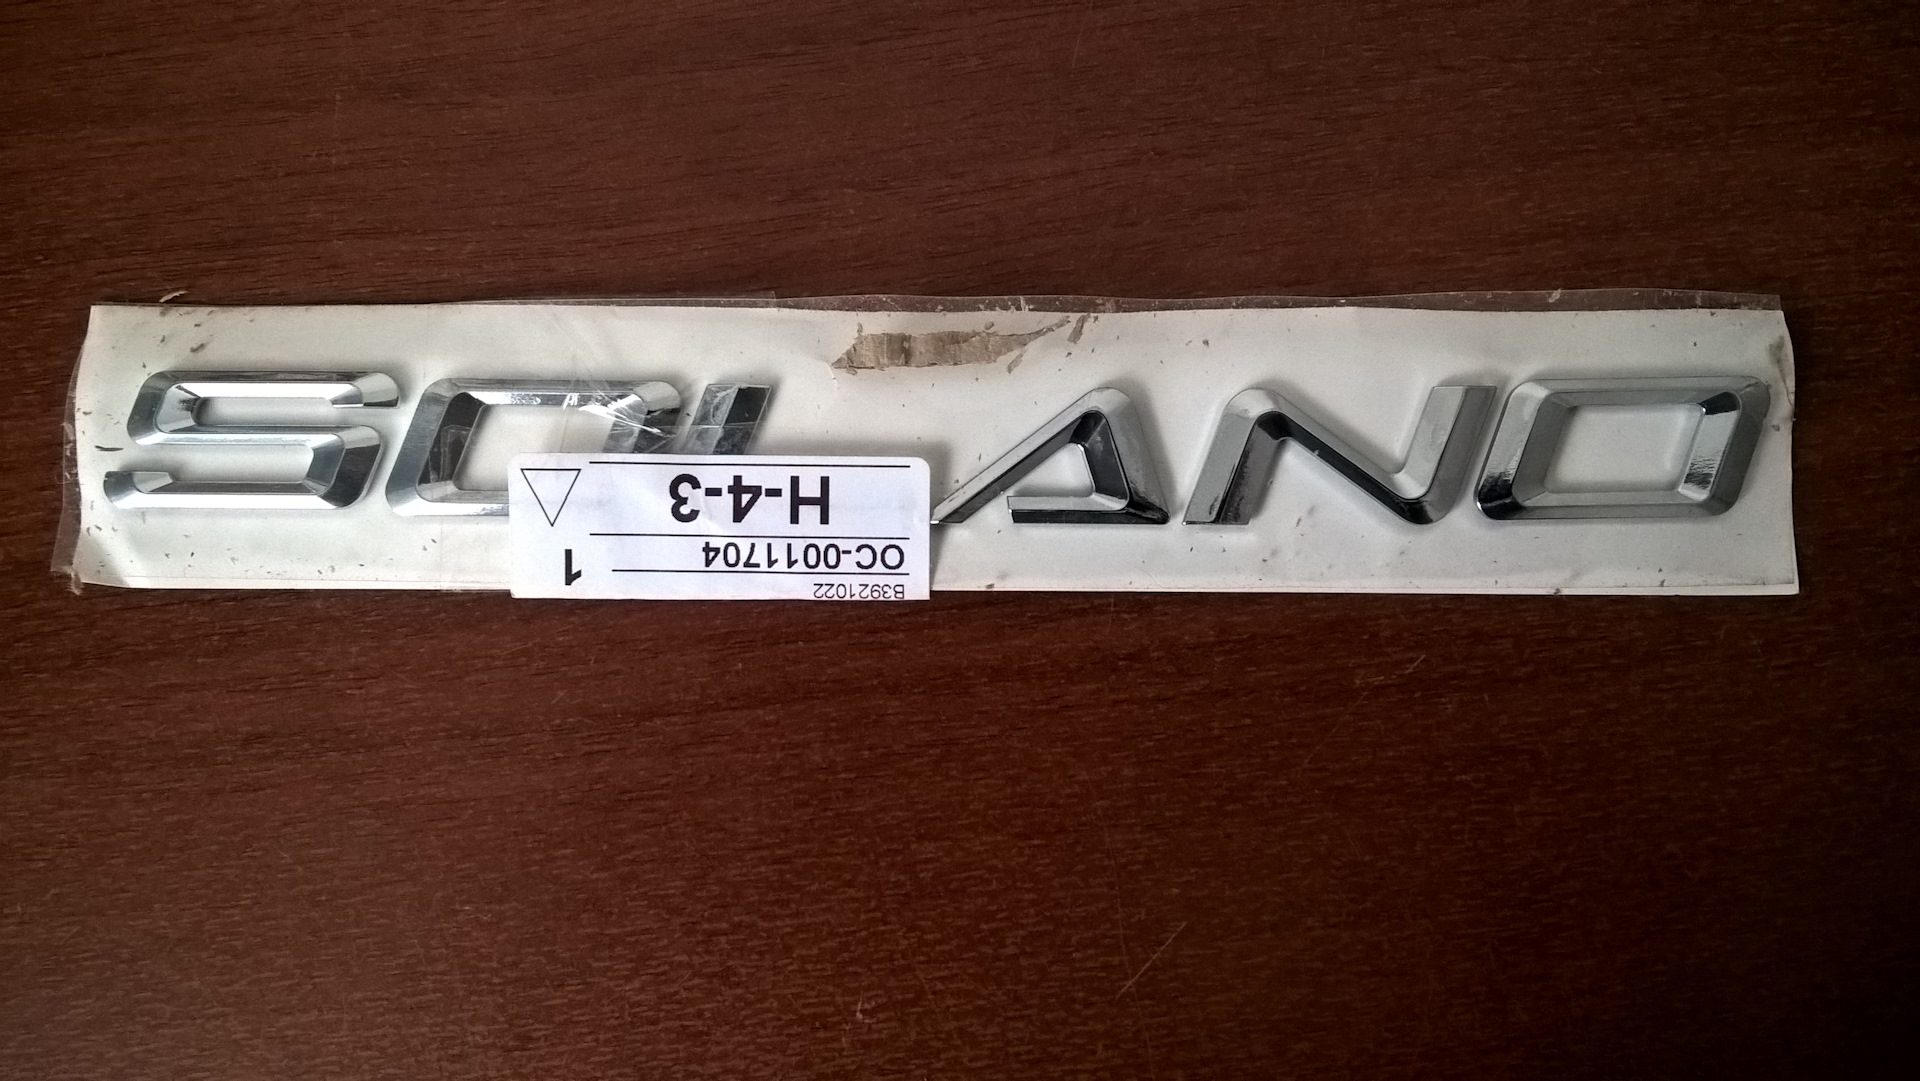 SOLANO
H-4-3
OC-0011704
1
B3921022